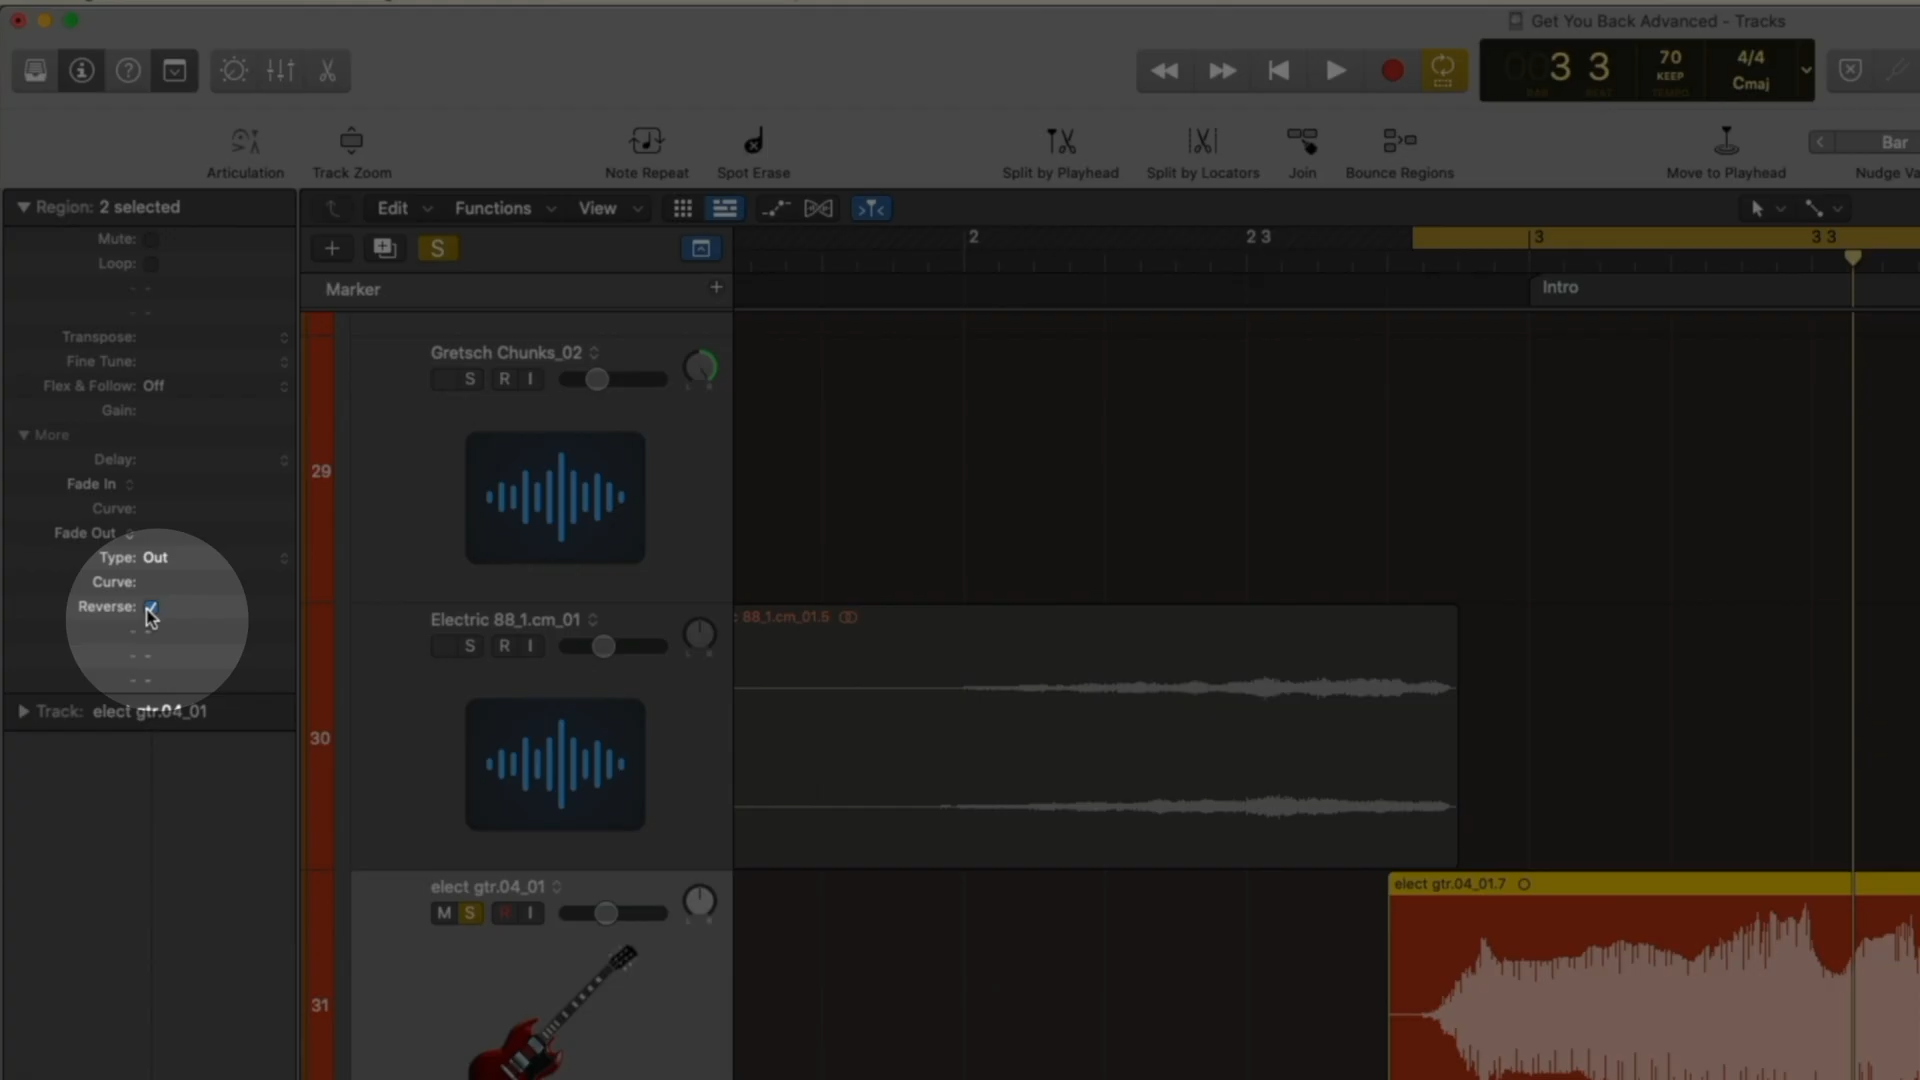 Get You Back Advanced - Tracks
003 3
BAR BEAT
70
KEEP
TEMPO
4/4
Cmaj
Articulation
Track Zoom
Note Repeat
Spot Erase
Split by Playhead
Split by Locators
Join
Bounce Regions
Move to Playhead
Bar
Nudge Va
Region: 2 selected
Mute:
Loop:
Transpose:
Fine Tune:
Flex & Follow: Off
Gain:
More
Delay:
Fade In
Curve:
Fade Out
Type: Out
Curve:
Reverse:
Track: elect gtr.04_01
Edit
Functions
View
S
2
2 3
3
3 3
Marker
Intro
29
Gretsch Chunks_02
S R I
L R
30
Electric 88_1.cm_01
S R I
L R
: 88_1.cm_01.5
31
elect gtr.04_01
M S R I
L R
elect gtr.04_01.7